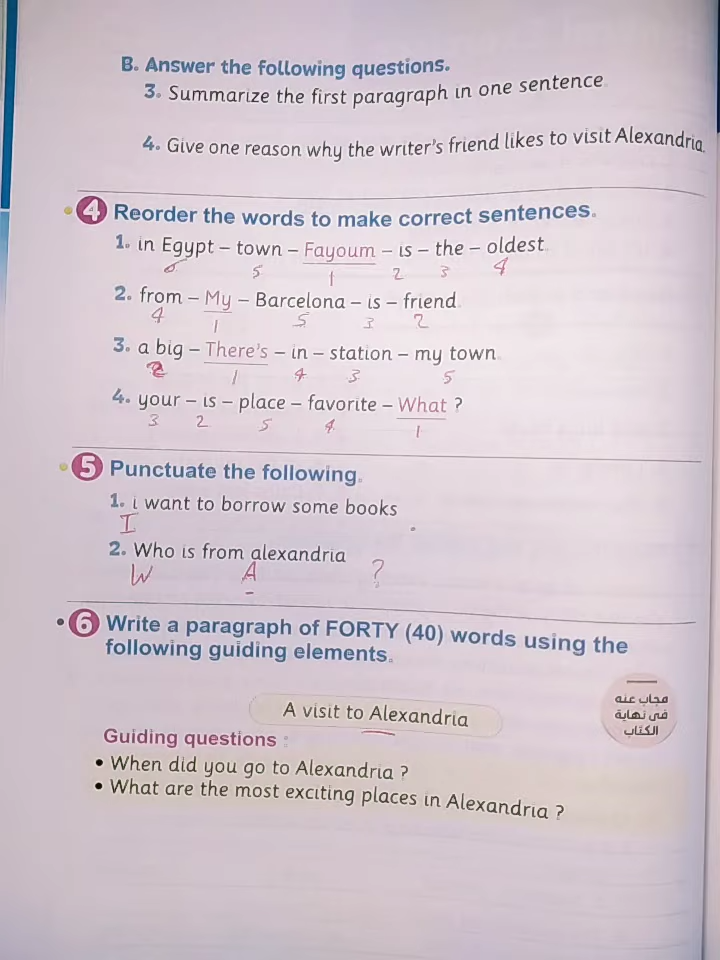 B. Answer the following questions.
3. Summarize the first paragraph in one sentence
4. Give one reason why the writer's friend likes to visit Alexandria.
4 Reorder the words to make correct sentences.
1. in Egypt – town – Fayoum – is – the – oldest.
6 5 1 2 3 4
2. from – My – Barcelona – is – friend.
4 1 5 3 2
3. a big – There's – in – station – my town.
2 1 4 3 5
4. your – is – place – favorite – What ?
3 2 5 4 1
5 Punctuate the following.
1. i want to borrow some books
I .
2. Who is from alexandria
W A ?
6 Write a paragraph of FORTY (40) words using the
following guiding elements.
مجاب عنه
فى نهاية
الكتاب
A visit to Alexandria
Guiding questions :
• When did you go to Alexandria ?
• What are the most exciting places in Alexandria ?